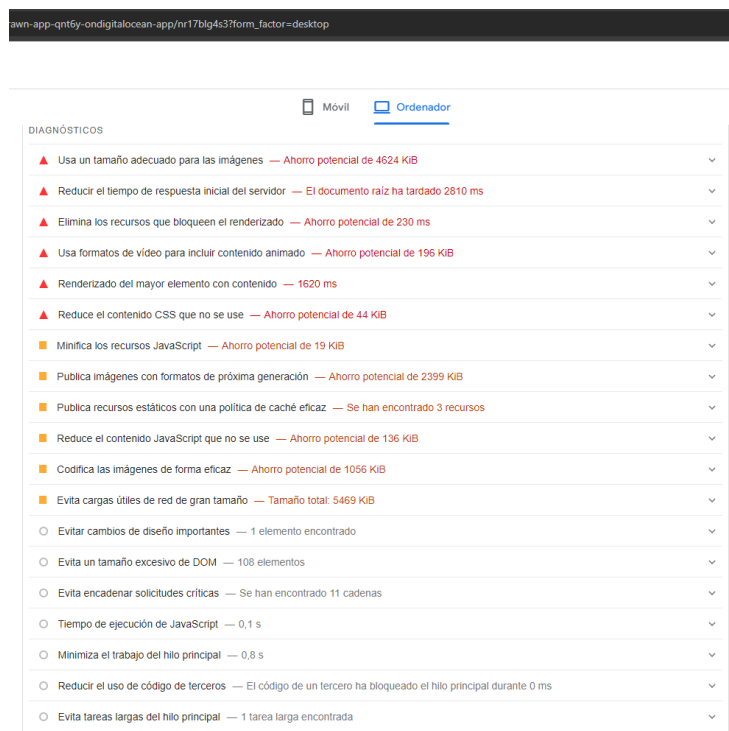 awn-app-qnt6y-ondigitalocean-app/nr17blg4s3?form_factor=desktop
Móvil
Ordenador
DIAGNÓSTICOS
Usa un tamaño adecuado para las imágenes — Ahorro potencial de 4624 KiB
Reducir el tiempo de respuesta inicial del servidor — El documento raíz ha tardado 2810 ms
Elimina los recursos que bloqueen el renderizado — Ahorro potencial de 230 ms
Usa formatos de vídeo para incluir contenido animado — Ahorro potencial de 196 KiB
Renderizado del mayor elemento con contenido — 1620 ms
Reduce el contenido CSS que no se use — Ahorro potencial de 44 KiB
Minifica los recursos JavaScript — Ahorro potencial de 19 KiB
Publica imágenes con formatos de próxima generación — Ahorro potencial de 2399 KiB
Publica recursos estáticos con una política de caché eficaz — Se han encontrado 3 recursos
Reduce el contenido JavaScript que no se use — Ahorro potencial de 136 KiB
Codifica las imágenes de forma eficaz — Ahorro potencial de 1056 KiB
Evita cargas útiles de red de gran tamaño — Tamaño total: 5469 KiB
Evitar cambios de diseño importantes — 1 elemento encontrado
Evita un tamaño excesivo de DOM — 108 elementos
Evita encadenar solicitudes críticas — Se han encontrado 11 cadenas
Tiempo de ejecución de JavaScript — 0,1 s
Minimiza el trabajo del hilo principal — 0,8 s
Reducir el uso de código de terceros — El código de un tercero ha bloqueado el hilo principal durante 0 ms
Evita tareas largas del hilo principal — 1 tarea larga encontrada